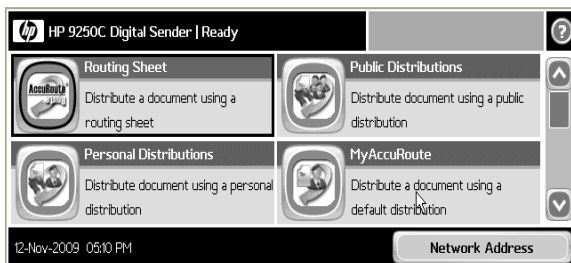 hp HP 9250C Digital Sender | Ready
?
Routing Sheet
AccuRoute
Distribute a document using a
routing sheet
Public Distributions
Distribute document using a public
distribution
Personal Distributions
Distribute document using a personal
distribution
MyAccuRoute
Distribute a document using a
default distribution
12-Nov-2009 05:10 PM
Network Address